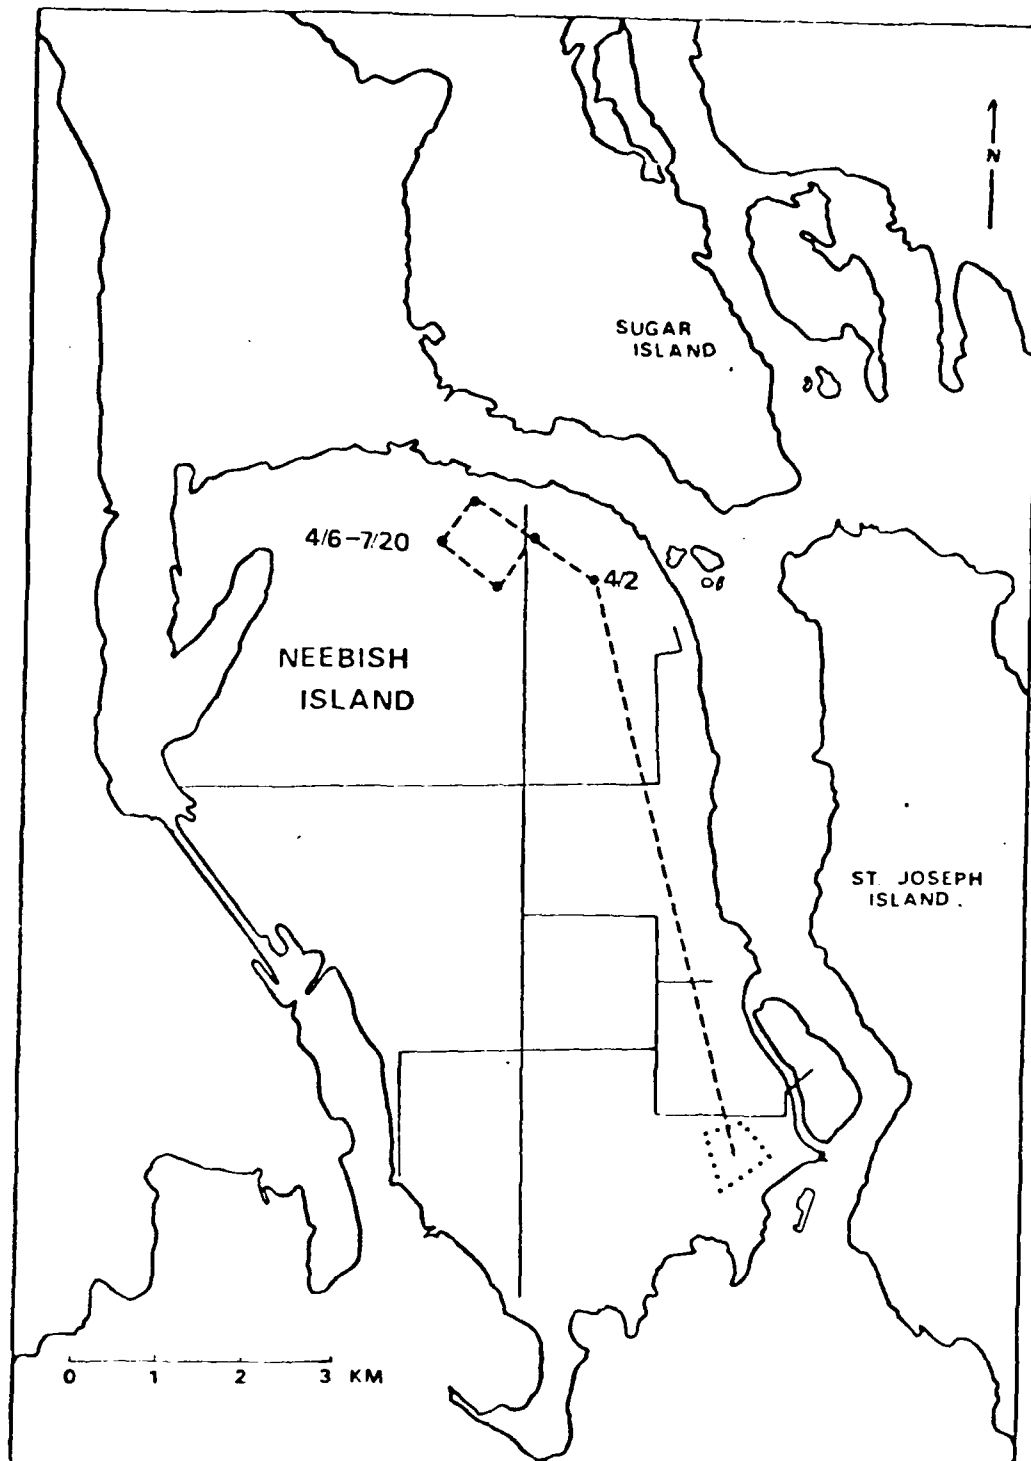 N
SUGAR
ISLAND
4/6-7/20
4/2
NEEBISH
ISLAND
ST. JOSEPH
ISLAND.
0 1 2 3 KM